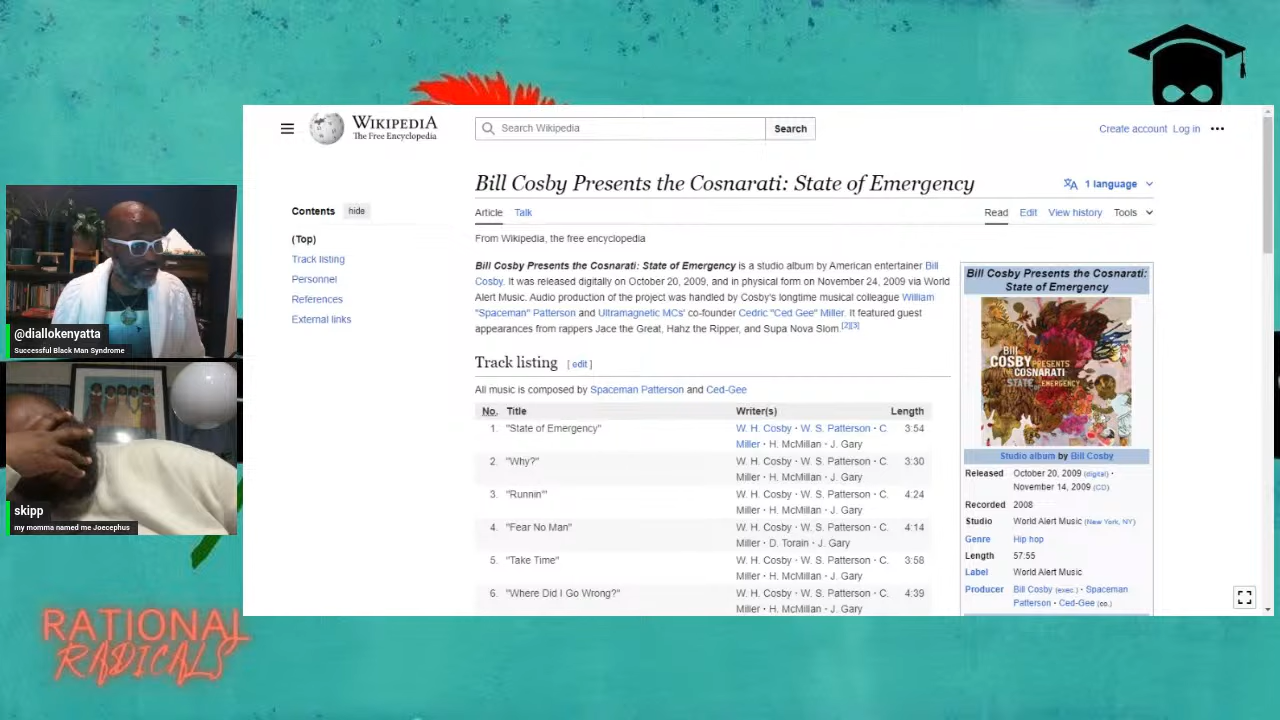 WIKIPEDIA
The Free Encyclopedia
Search Wikipedia
Search
Create account Log in
Bill Cosby Presents the Cosnarati: State of Emergency
1 language
Contents hide
Article Talk
Read Edit View history Tools
(Top)
Track listing
Personnel
References
External links
From Wikipedia, the free encyclopedia
Bill Cosby Presents the Cosnarati: State of Emergency is a studio album by American entertainer Bill
Cosby. It was released digitally on October 20, 2009, and in physical form on November 24, 2009 via World
Alert Music. Audio production of the project was handled by Cosby's longtime musical colleague William
"Spaceman" Patterson and Ultramagnetic MCs' co-founder Cedric "Ced Gee" Miller. It featured guest
appearances from rappers Jace the Great, Hahz the Ripper, and Supa Nova Slom.[2][3]
Track listing [ edit ]
All music is composed by Spaceman Patterson and Ced-Gee
No. Title Writer(s) Length
1. "State of Emergency" W. H. Cosby · W. S. Patterson · C. 3:54
Miller · H. McMillan · J. Gary
2. "Why?" W. H. Cosby · W. S. Patterson · C. 3:30
Miller · H. McMillan · J. Gary
3. "Runnin'" W. H. Cosby · W. S. Patterson · C. 4:24
Miller · H. McMillan · J. Gary
4. "Fear No Man" W. H. Cosby · W. S. Patterson · C. 4:14
Miller · D. Torain · J. Gary
5. "Take Time" W. H. Cosby · W. S. Patterson · C. 3:58
Miller · H. McMillan · J. Gary
6. "Where Did I Go Wrong?" W. H. Cosby · W. S. Patterson · C. 4:39
Miller · H. McMillan · J. Gary
Bill Cosby Presents the Cosnarati:
State of Emergency
BILL
COSBY PRESENTS
THE COSNARATI
STATE OF EMERGENCY
Studio album by Bill Cosby
Released October 20, 2009 (digital) ·
November 14, 2009 (CD)
Recorded 2008
Studio World Alert Music (New York, NY)
Genre Hip hop
Length 57:55
Label World Alert Music
Producer Bill Cosby (exec.) · Spaceman
Patterson · Ced-Gee (co.)
@diallokenyatta
Successful Black Man Syndrome
skipp
my momma named me Joecephus
RATIONAL
RADICALS